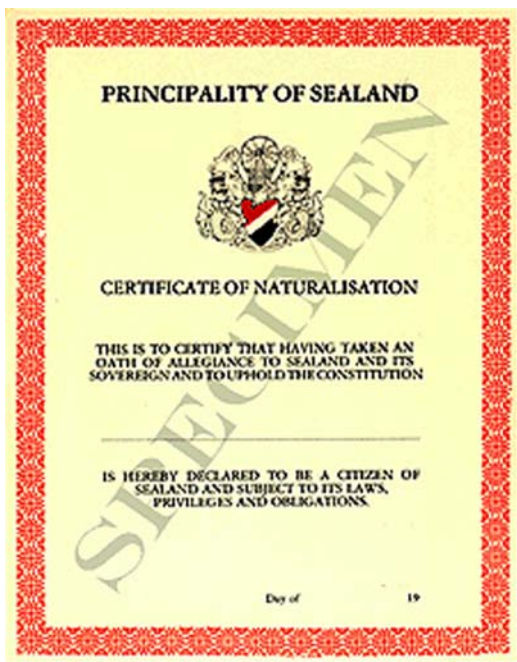 PRINCIPALITY OF SEALAND
CERTIFICATE OF NATURALISATION
THIS IS TO CERTIFY THAT HAVING TAKEN AN
OATH OF ALLEGIANCE TO SEALAND AND ITS
SOVEREIGN AND TO UPHOLD THE CONSTITUTION
IS HEREBY DECLARED TO BE A CITIZEN OF
SEALAND AND SUBJECT TO ITS LAWS,
PRIVILEGES AND OBLIGATIONS.
Day of 19
SPECIMEN